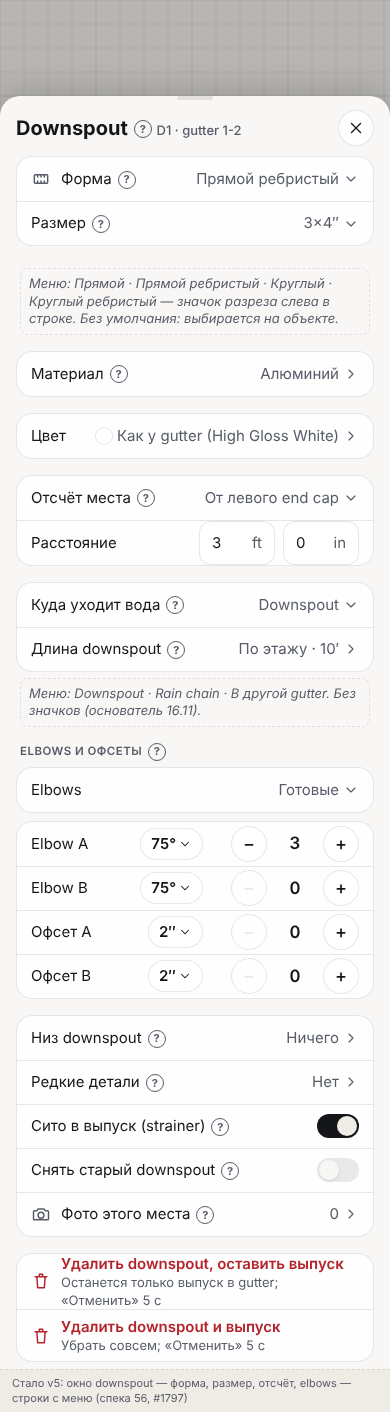 Downspout ? D1 · gutter 1-2
Форма ? Прямой ребристый
Размер ? 3×4″
Меню: Прямой · Прямой ребристый · Круглый ·
Круглый ребристый — значок разреза слева в
строке. Без умолчания: выбирается на объекте.
Материал ? Алюминий
Цвет Как у gutter (High Gloss White)
Отсчёт места ? От левого end cap
Расстояние 3 ft 0 in
Куда уходит вода ? Downspout
Длина downspout ? По этажу · 10′
Меню: Downspout · Rain chain · В другой gutter. Без
значков (основатель 16.11).
ELBOWS И ОФСЕТЫ ?
Elbows Готовые
Elbow A 75° − 3 +
Elbow B 75° − 0 +
Офсет A 2″ − 0 +
Офсет B 2″ − 0 +
Низ downspout ? Ничего
Редкие детали ? Нет
Сито в выпуск (strainer) ?
Снять старый downspout ?
Фото этого места ? 0
Удалить downspout, оставить выпуск
Останется только выпуск в gutter;
«Отменить» 5 с
Удалить downspout и выпуск
Убрать совсем; «Отменить» 5 с
Стало v5: окно downspout — форма, размер, отсчёт, elbows —
строки с меню (спека 56, #1797)